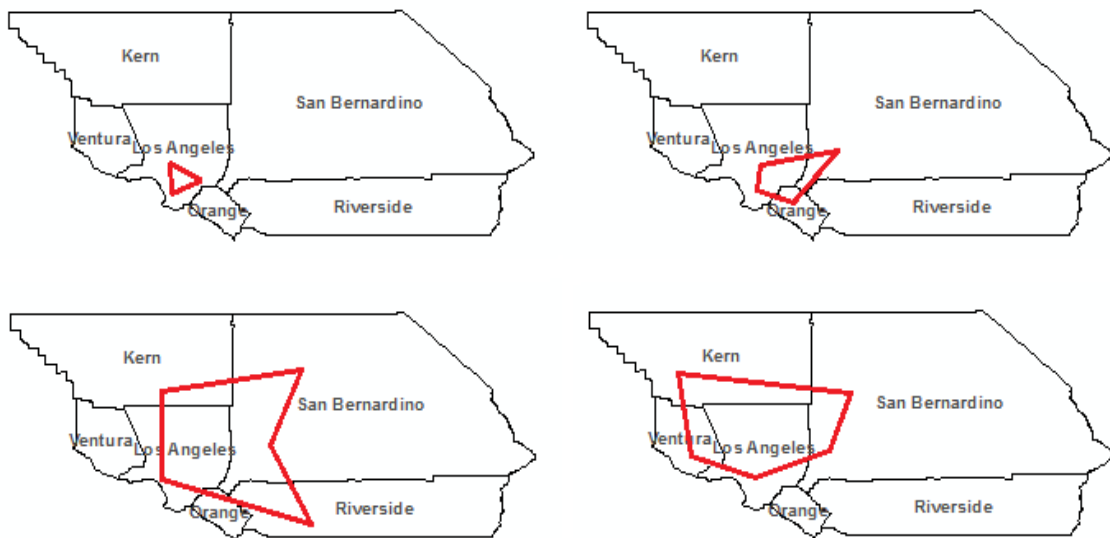 Kern
San Bernardino
Ventura
Los Angeles
Orange
Riverside
Kern
San Bernardino
Ventura
Los Angeles
Orange
Riverside
Kern
San Bernardino
Ventura
Los Angeles
Orange
Riverside
Kern
San Bernardino
Ventura
Los Angeles
Orange
Riverside